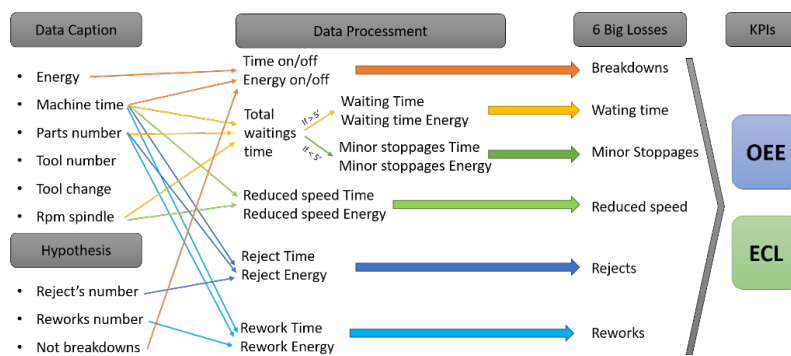 Data Caption
Data Processment
6 Big Losses
KPIs
• Energy
• Machine time
• Parts number
• Tool number
• Tool change
• Rpm spindle
Hypothesis
• Reject's number
• Reworks number
• Not breakdowns
Time on/off
Energy on/off
Total
waitings
time
If > 5'
If < 5'
Waiting Time
Waiting time Energy
Minor stoppages Time
Minor stoppages Energy
Reduced speed Time
Reduced speed Energy
Reject Time
Reject Energy
Rework Time
Rework Energy
Breakdowns
Wating time
Minor Stoppages
Reduced speed
Rejects
Reworks
OEE
ECL